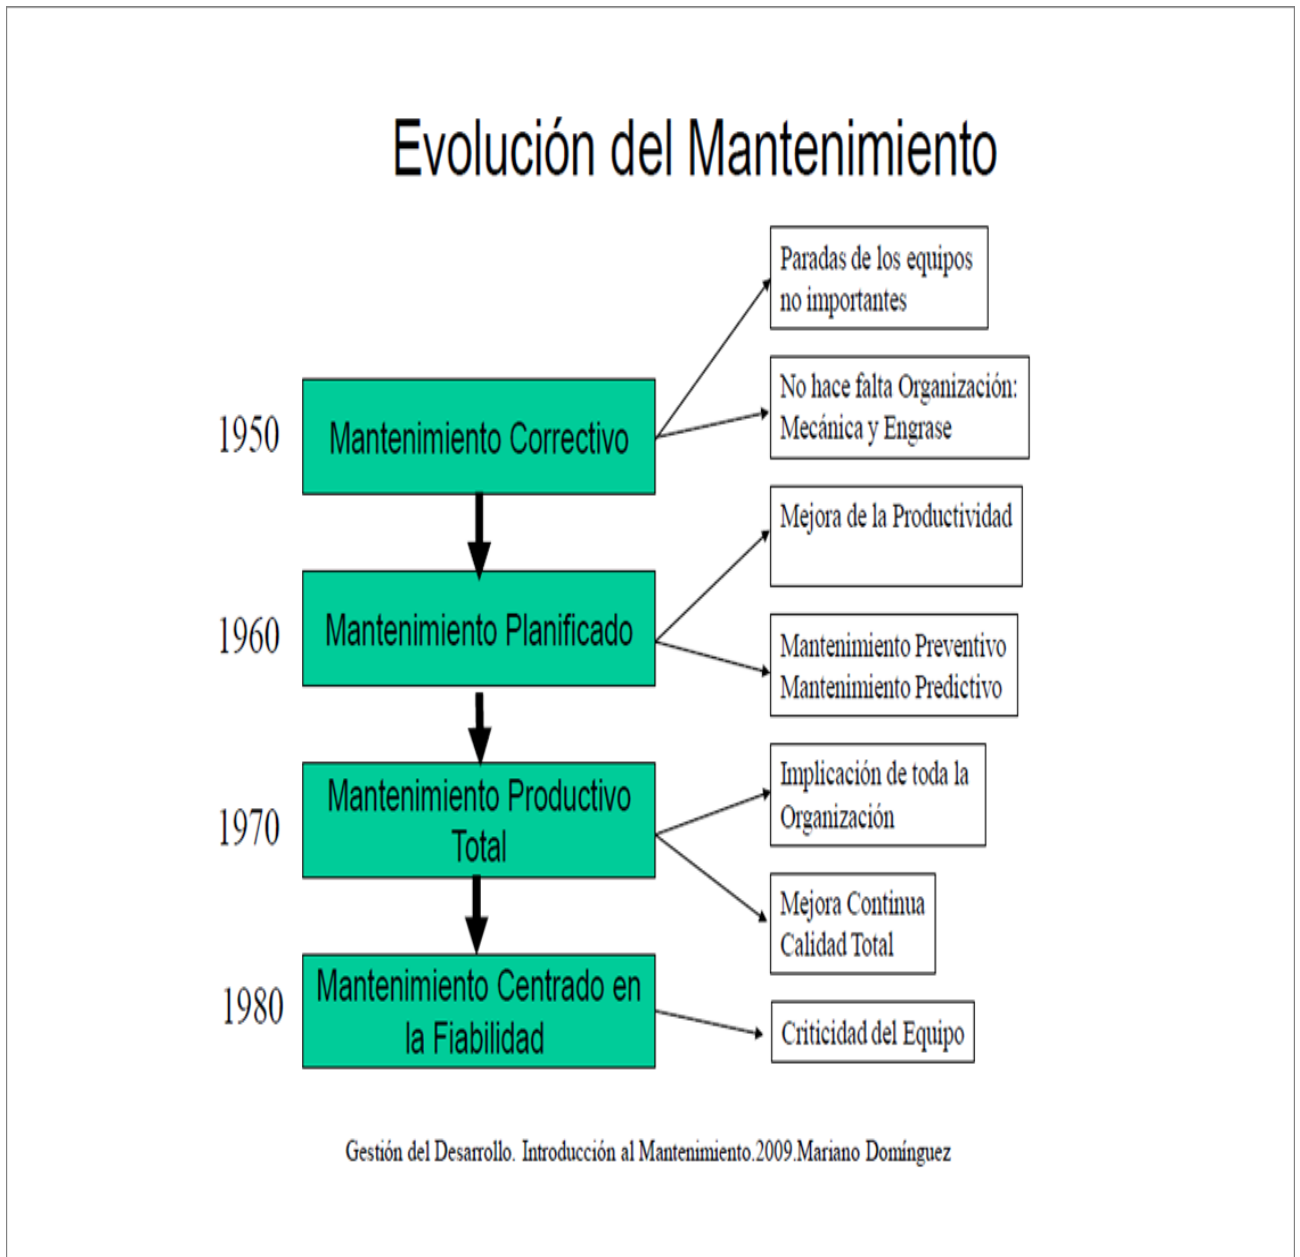 Evolución del Mantenimiento
1950
Mantenimiento Correctivo
Paradas de los equipos
no importantes
No hace falta Organización:
Mecánica y Engrase
1960
Mantenimiento Planificado
Mejora de la Productividad
Mantenimiento Preventivo
Mantenimiento Predictivo
1970
Mantenimiento Productivo
Total
Implicación de toda la
Organización
Mejora Continua
Calidad Total
1980
Mantenimiento Centrado en
la Fiabilidad
Criticidad del Equipo
Gestión del Desarrollo. Introducción al Mantenimiento.2009.Mariano Domínguez